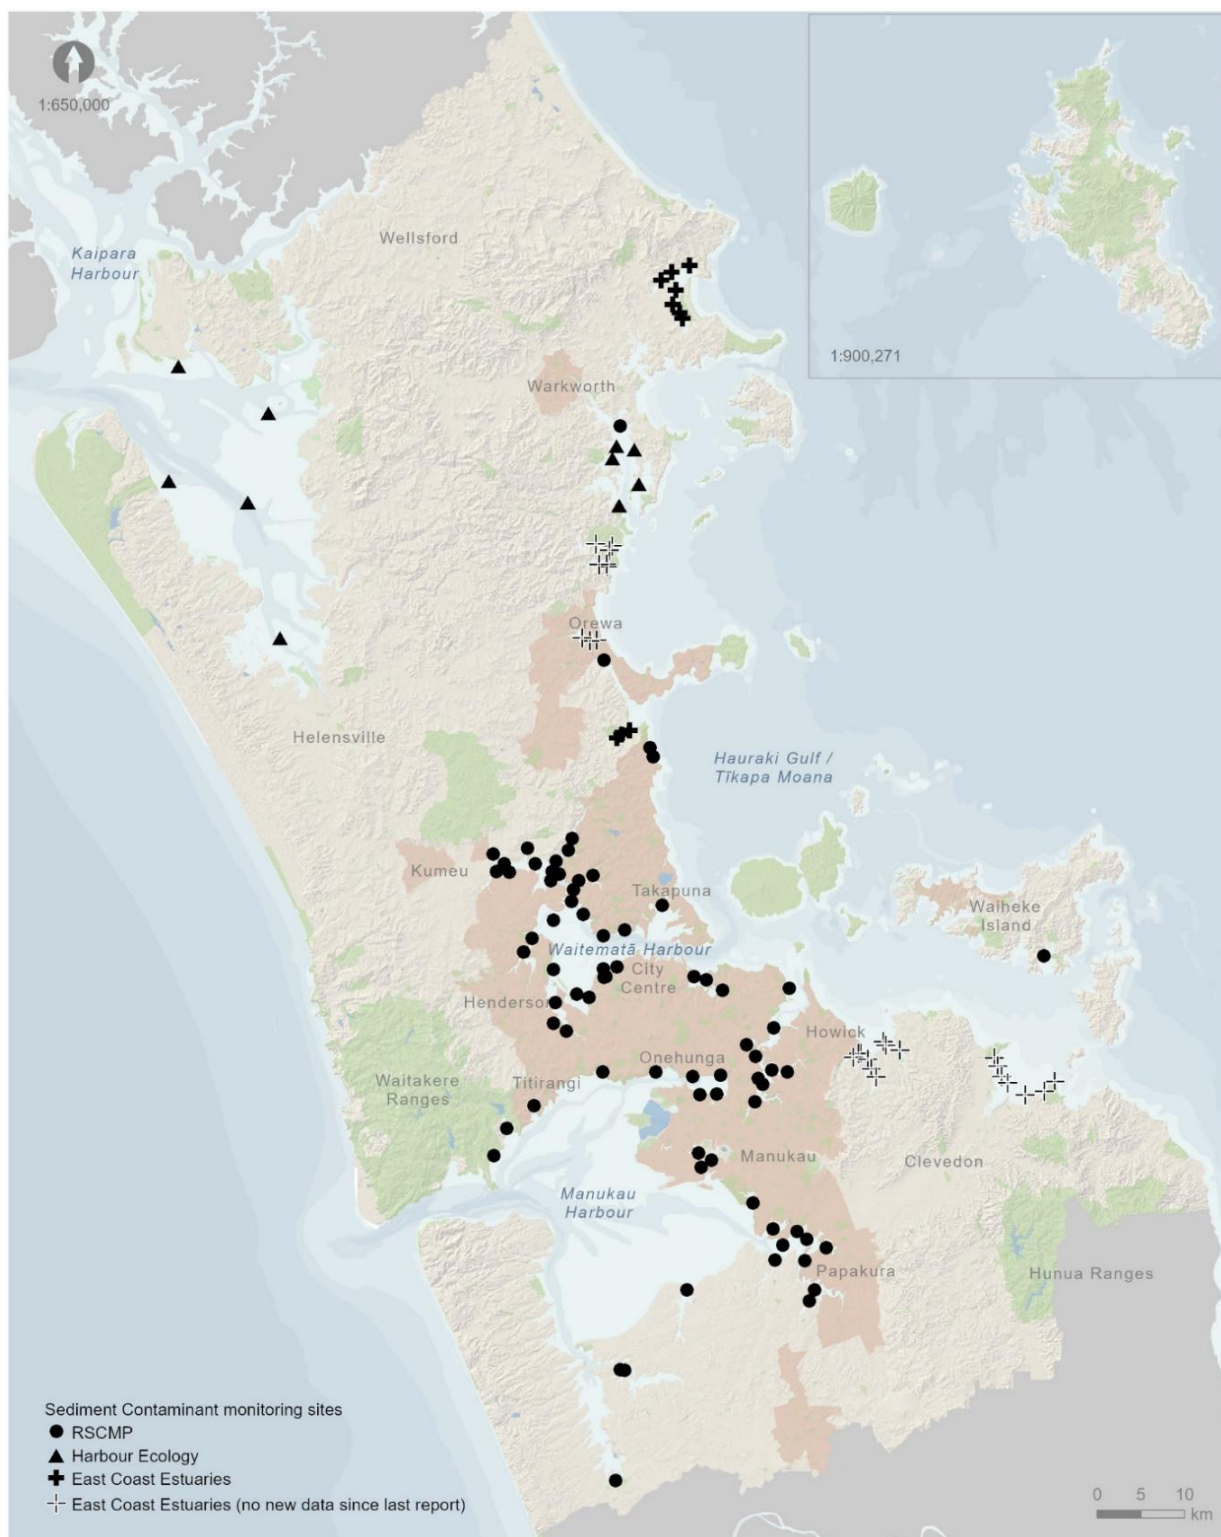 1:650,000
Kaipara
Harbour
Wellsford
1:900,271
Warkworth
Orewa
Helensville
Hauraki Gulf /
Tīkapa Moana
Kumeu
Takapuna
Waiheke
Island
Waitematā Harbour
City
Centre
Henderson
Howick
Onehunga
Waitakere
Ranges
Titirangi
Manukau
Clevedon
Manukau
Harbour
Papakura
Hunua Ranges
Sediment Contaminant monitoring sites
RSCMP
Harbour Ecology
East Coast Estuaries
East Coast Estuaries (no new data since last report)
0 5 10
km